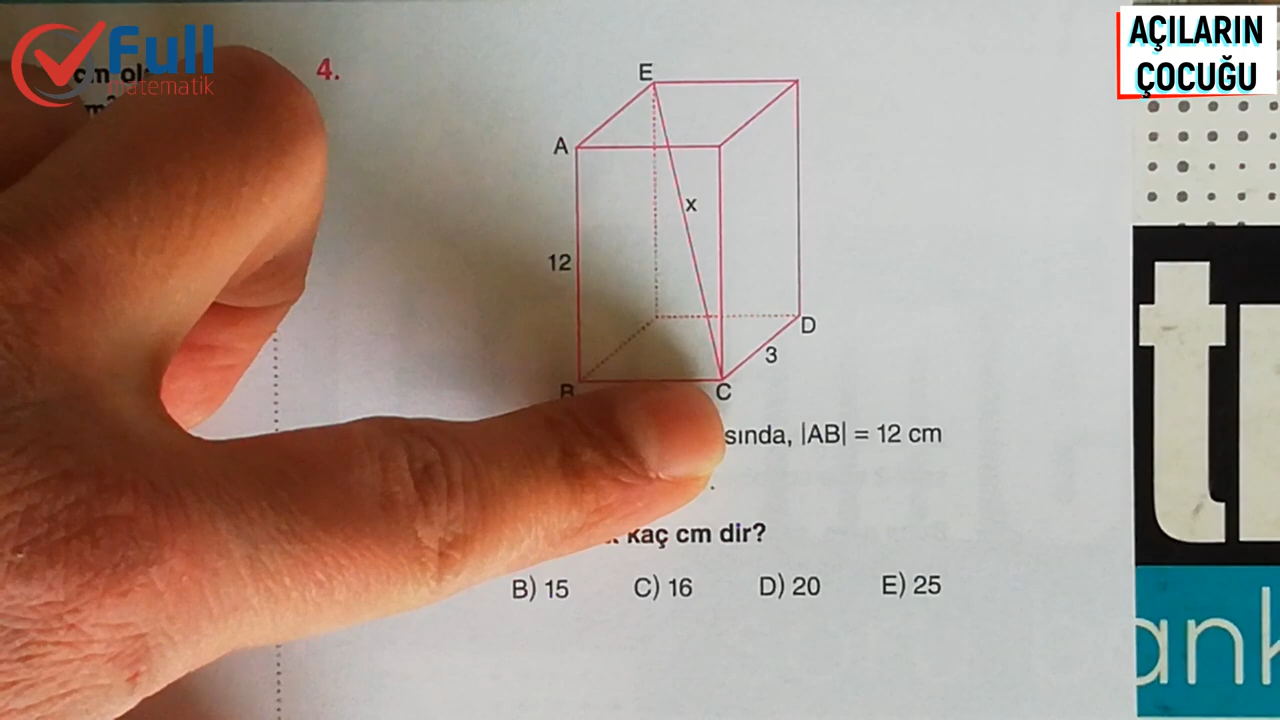 Full
matematik
AÇILARIN
ÇOCUĞU
4.
E
A
x
12
D
3
B
C
sında, |AB| = 12 cm
kaç cm dir?
B) 15 C) 16 D) 20 E) 25